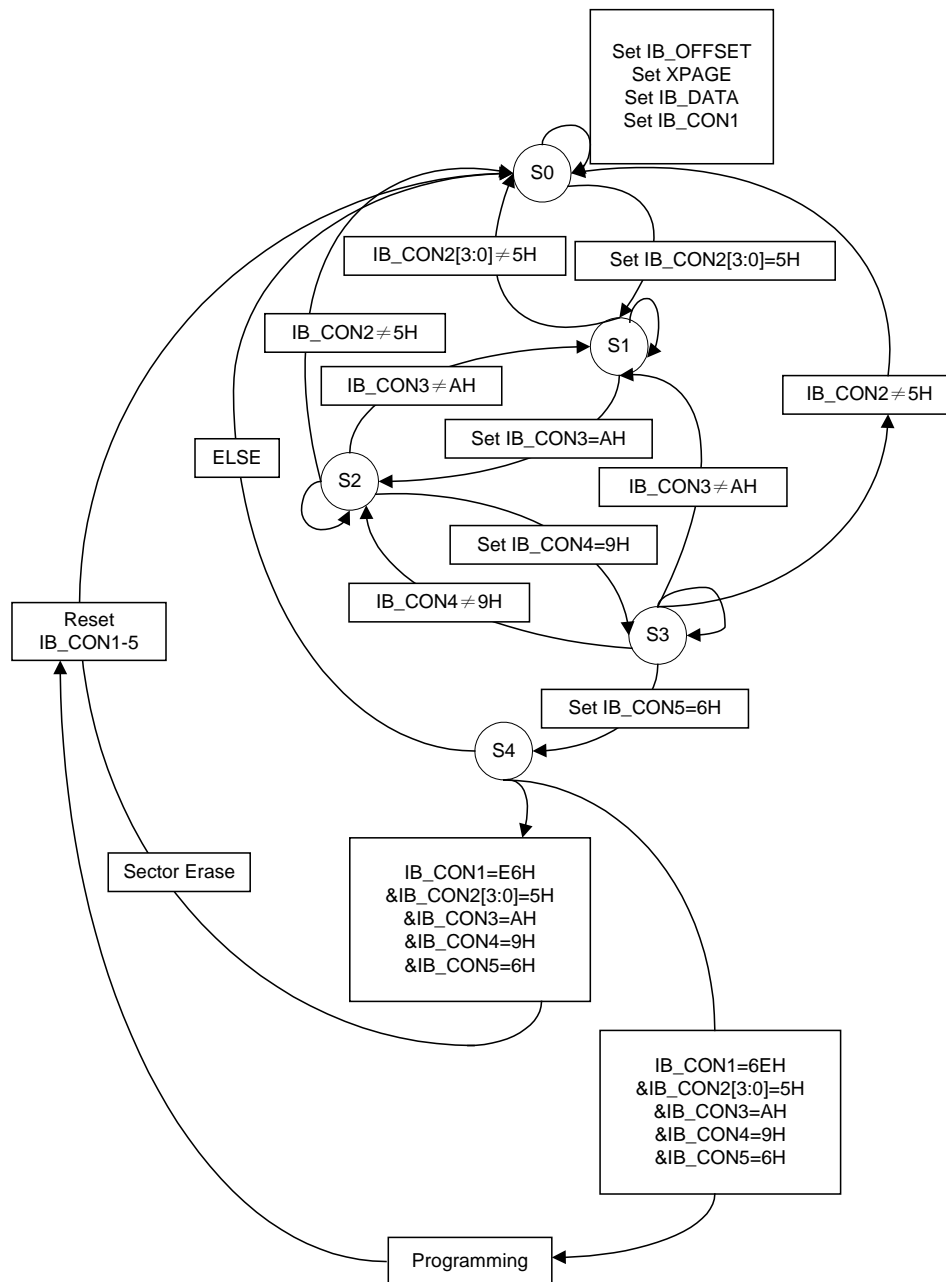 Set IB_OFFSET
Set XPAGE
Set IB_DATA
Set IB_CON1
S0
IB_CON2[3:0]≠5H
Set IB_CON2[3:0]=5H
IB_CON2≠5H
S1
IB_CON3≠AH
IB_CON2≠5H
Set IB_CON3=AH
ELSE
S2
IB_CON3≠AH
Set IB_CON4=9H
IB_CON4≠9H
Reset
IB_CON1-5
S3
Set IB_CON5=6H
S4
Sector Erase
IB_CON1=E6H
&IB_CON2[3:0]=5H
&IB_CON3=AH
&IB_CON4=9H
&IB_CON5=6H
IB_CON1=6EH
&IB_CON2[3:0]=5H
&IB_CON3=AH
&IB_CON4=9H
&IB_CON5=6H
Programming